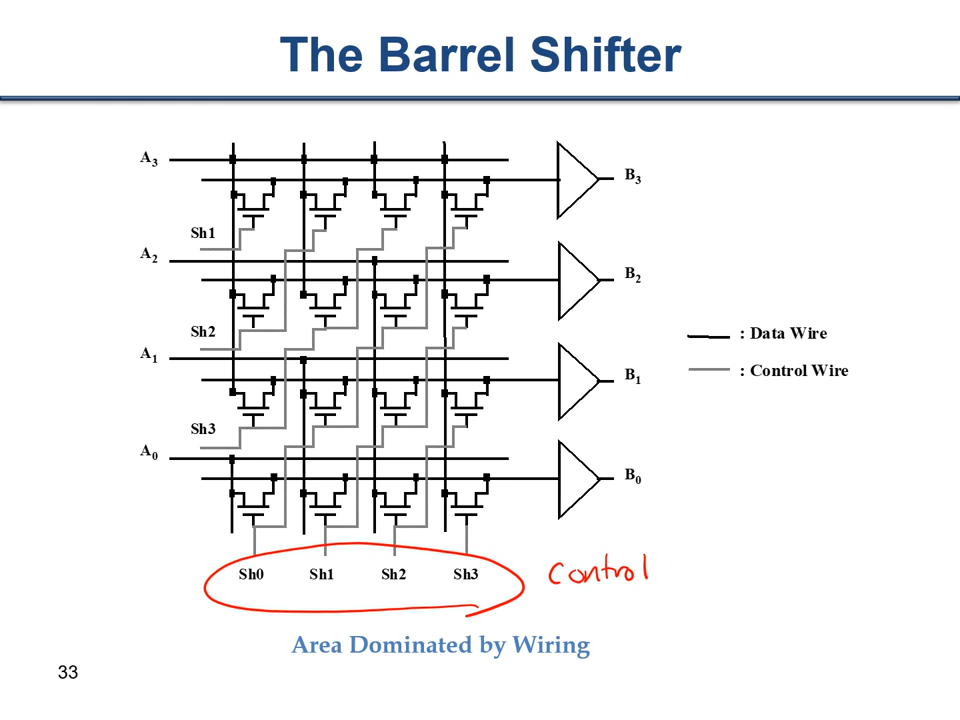 The Barrel Shifter
A3
B3
Sh1
A2
B2
Sh2
: Data Wire
A1
: Control Wire
B1
Sh3
A0
B0
Sh0 Sh1 Sh2 Sh3
Control
Area Dominated by Wiring
33